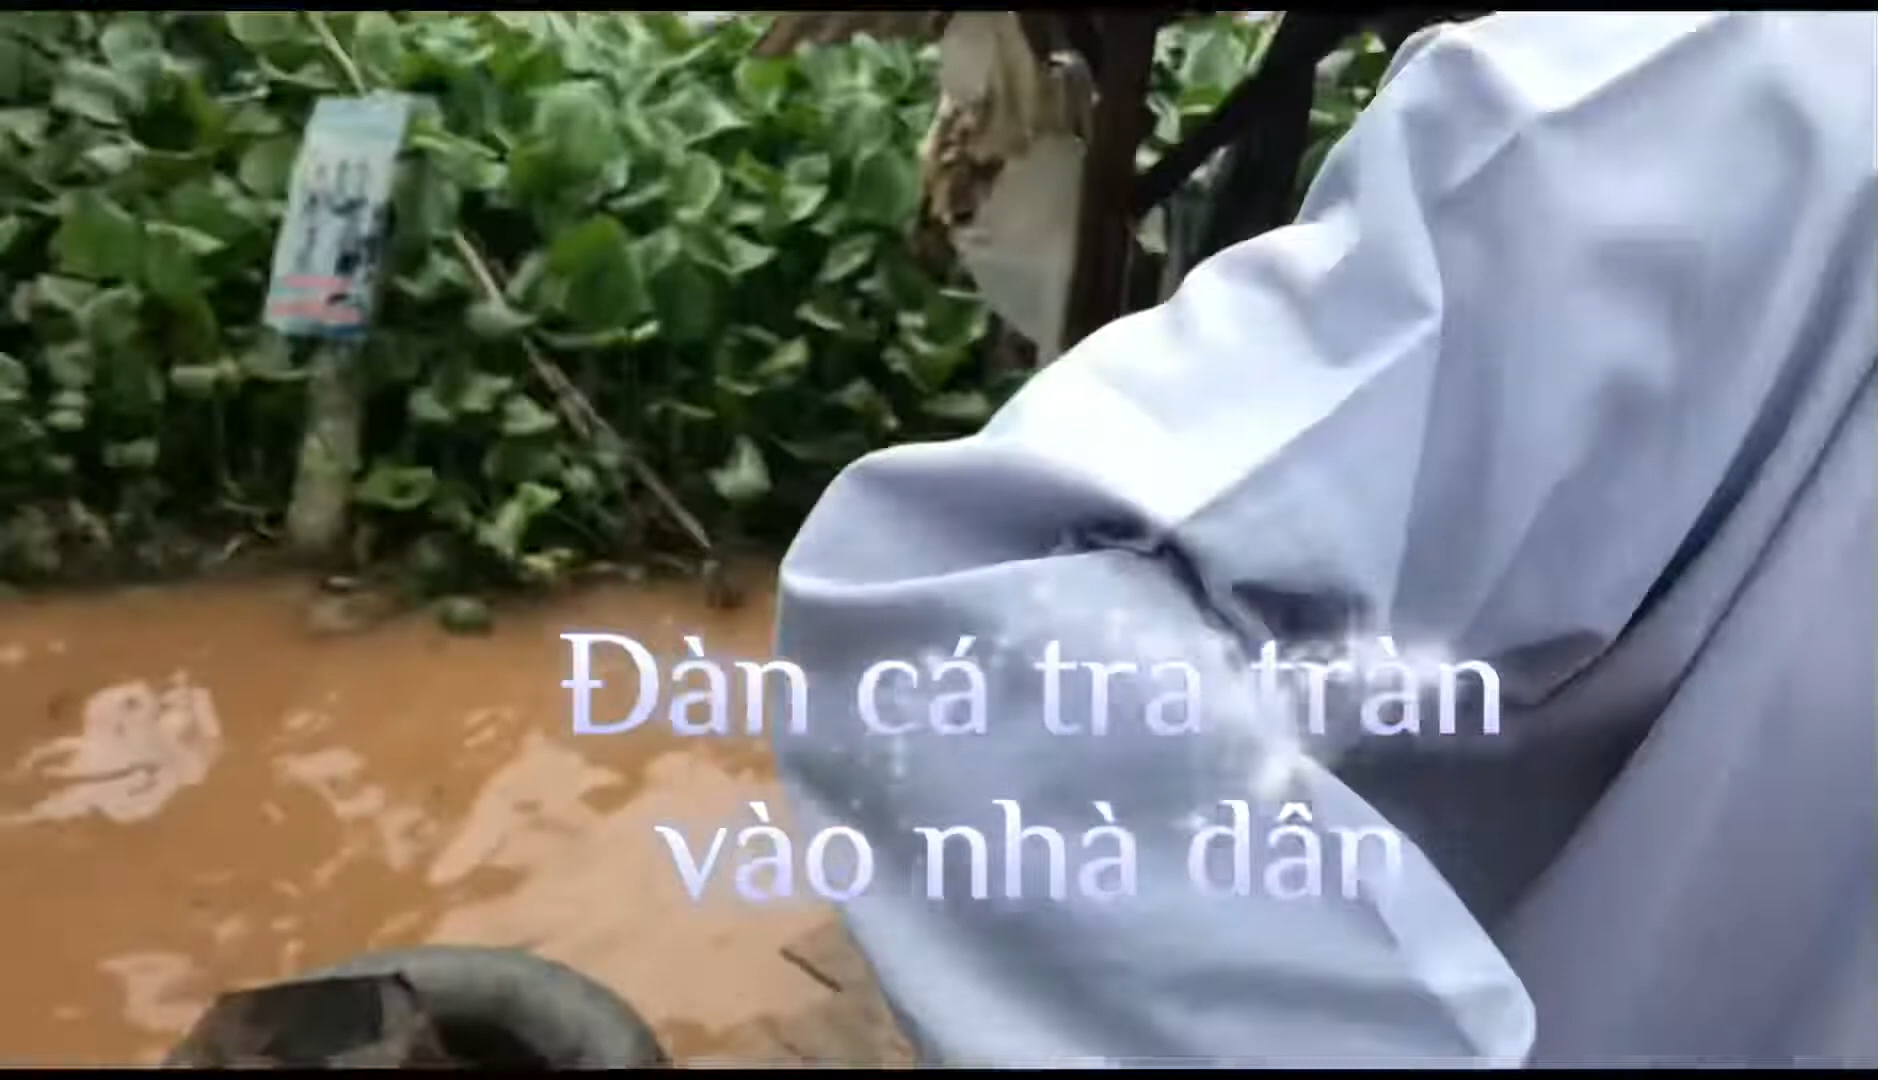 Đàn cá tra tràn
vào nhà dân